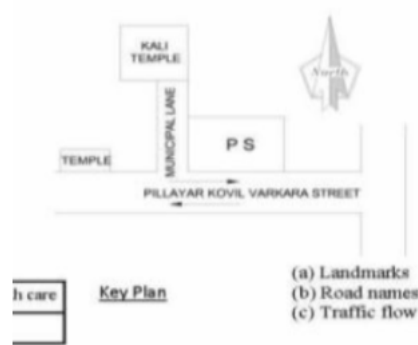 KALI
TEMPLE
North
MUNICIPAL LANE
P S
TEMPLE
PILLAYAR KOVIL VARKARA STREET
h care
Key Plan
(a) Landmarks
(b) Road names
(c) Traffic flow